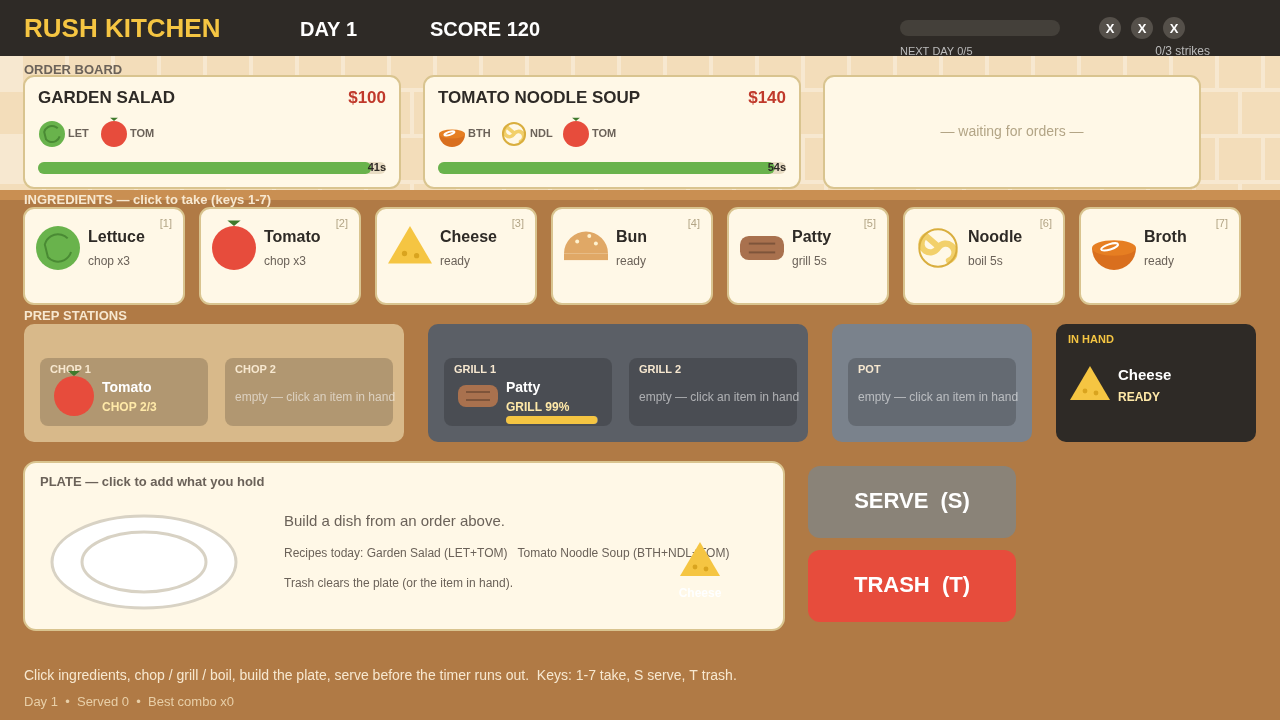 RUSH KITCHEN DAY 1 SCORE 120 X X X
NEXT DAY 0/5 0/3 strikes
ORDER BOARD
GARDEN SALAD $100 TOMATO NOODLE SOUP $140
LET TOM BTH NDL TOM — waiting for orders —
41s 54s
INGREDIENTS — click to take (keys 1-7)
[1] [2] [3] [4] [5] [6] [7]
Lettuce Tomato Cheese Bun Patty Noodle Broth
chop x3 chop x3 ready ready grill 5s boil 5s ready
PREP STATIONS
IN HAND
CHOP 1 CHOP 2 GRILL 1 GRILL 2 POT
Tomato Patty Cheese
CHOP 2/3 empty — click an item in hand GRILL 99% empty — click an item in hand empty — click an item in hand READY
PLATE — click to add what you hold
SERVE (S)
Build a dish from an order above.
Recipes today: Garden Salad (LET+TOM) Tomato Noodle Soup (BTH+NDL+TOM)
Trash clears the plate (or the item in hand).
Cheese
TRASH (T)
Click ingredients, chop / grill / boil, build the plate, serve before the timer runs out. Keys: 1-7 take, S serve, T trash.
Day 1 • Served 0 • Best combo x0